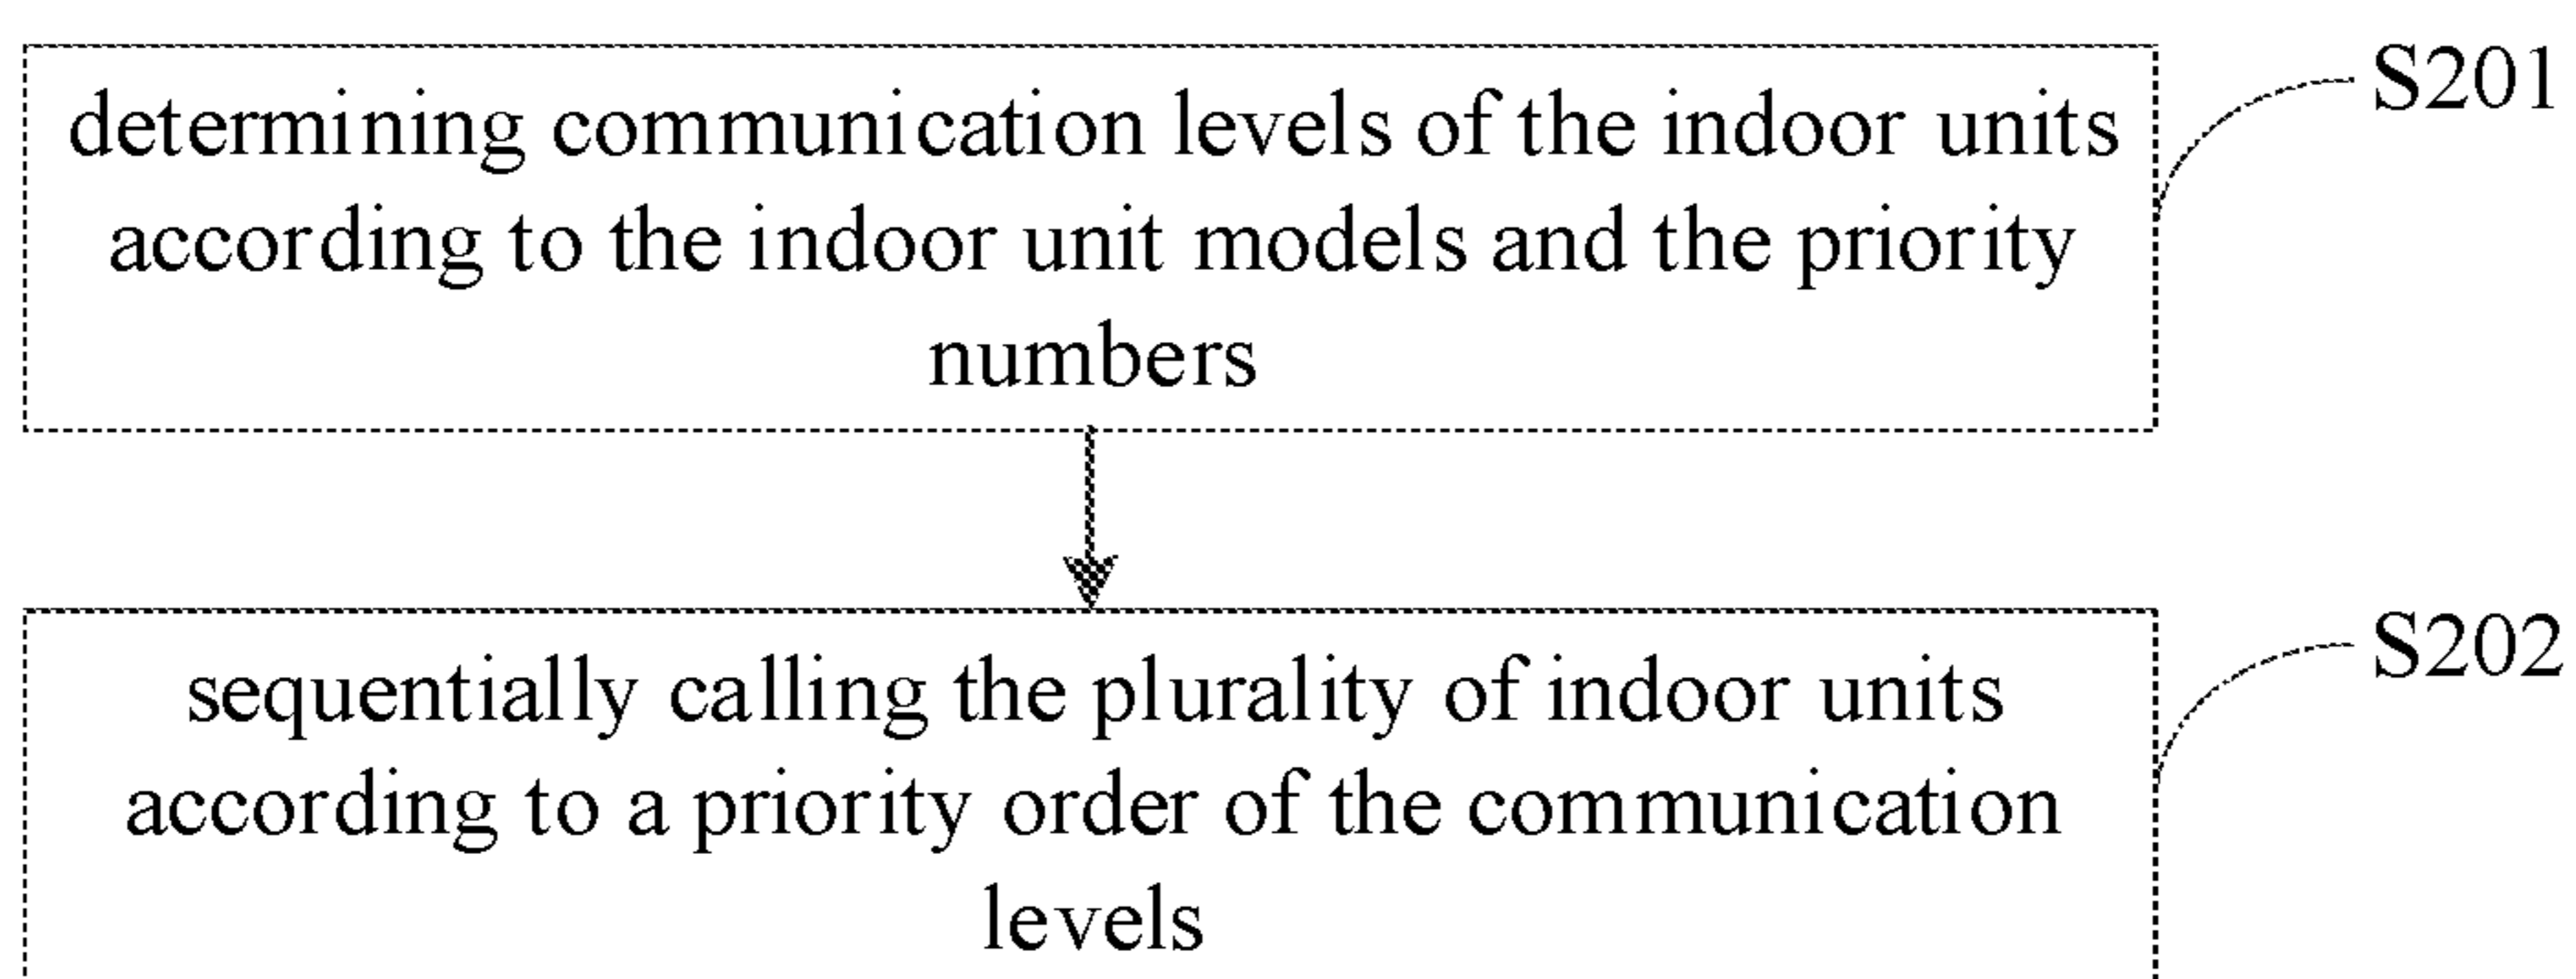 determining communication levels of the indoor units
according to the indoor unit models and the priority
numbers
S201
sequentially calling the plurality of indoor units
according to a priority order of the communication
levels
S202